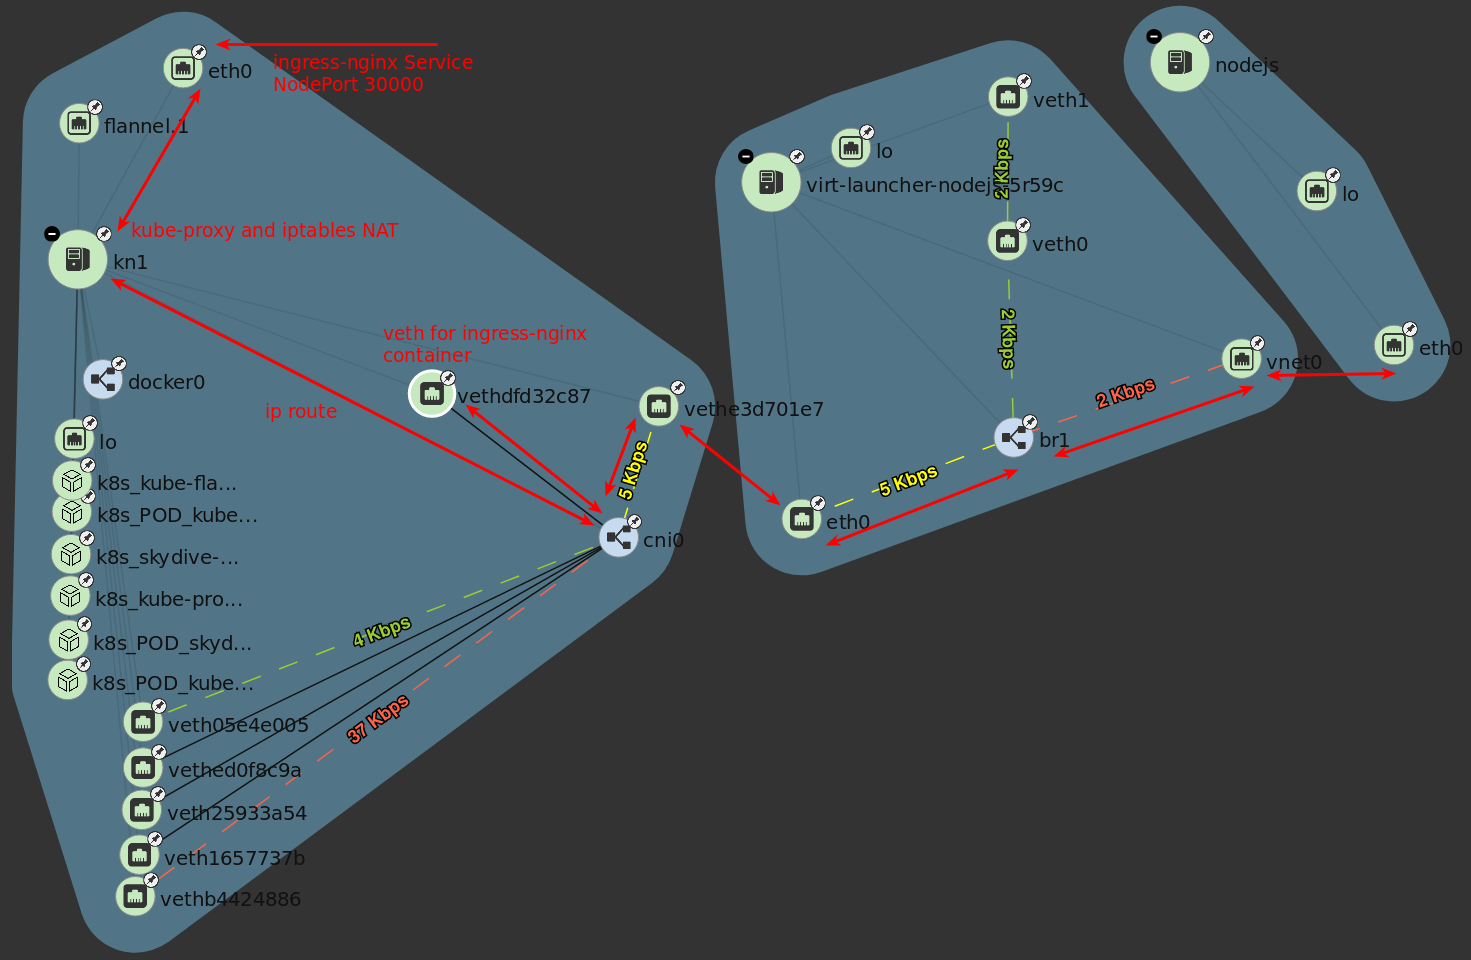 eth0
ingress-nginx Service
NodePort 30000
flannel.1
kube-proxy and iptables NAT
kn1
veth for ingress-nginx
container
docker0
vethdfd32c87
ip route
vethe3d701e7
lo
5 Kbps
k8s_kube-fla...
k8s_POD_kube...
cni0
k8s_skydive-...
k8s_kube-pro...
4 Kbps
k8s_POD_skyd...
k8s_POD_kube...
37 Kbps
veth05e4e005
vethed0f8c9a
veth25933a54
veth1657737b
vethb4424886
veth1
lo
2 Kbps
virt-launcher-nodejs-5r59c
veth0
2 Kbps
vnet0
2 Kbps
br1
5 Kbps
eth0
nodejs
lo
eth0